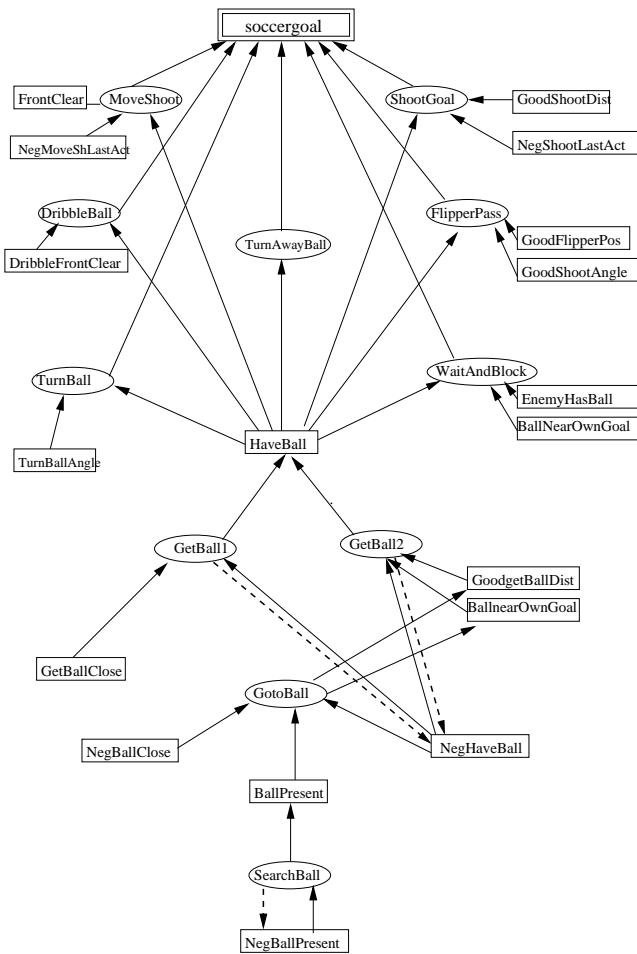 soccergoal
FrontClear
MoveShoot
ShootGoal
GoodShootDist
NegMoveShLastAct
NegShootLastAct
DribbleBall
FlipperPass
TurnAwayBall
GoodFlipperPos
DribbleFrontClear
GoodShootAngle
TurnBall
WaitAndBlock
EnemyHasBall
BallNearOwnGoal
HaveBall
TurnBallAngle
GetBall1
GetBall2
GoodgetBallDist
BallnearOwnGoal
GetBallClose
GotoBall
NegBallClose
NegHaveBall
BallPresent
SearchBall
NegBallPresent